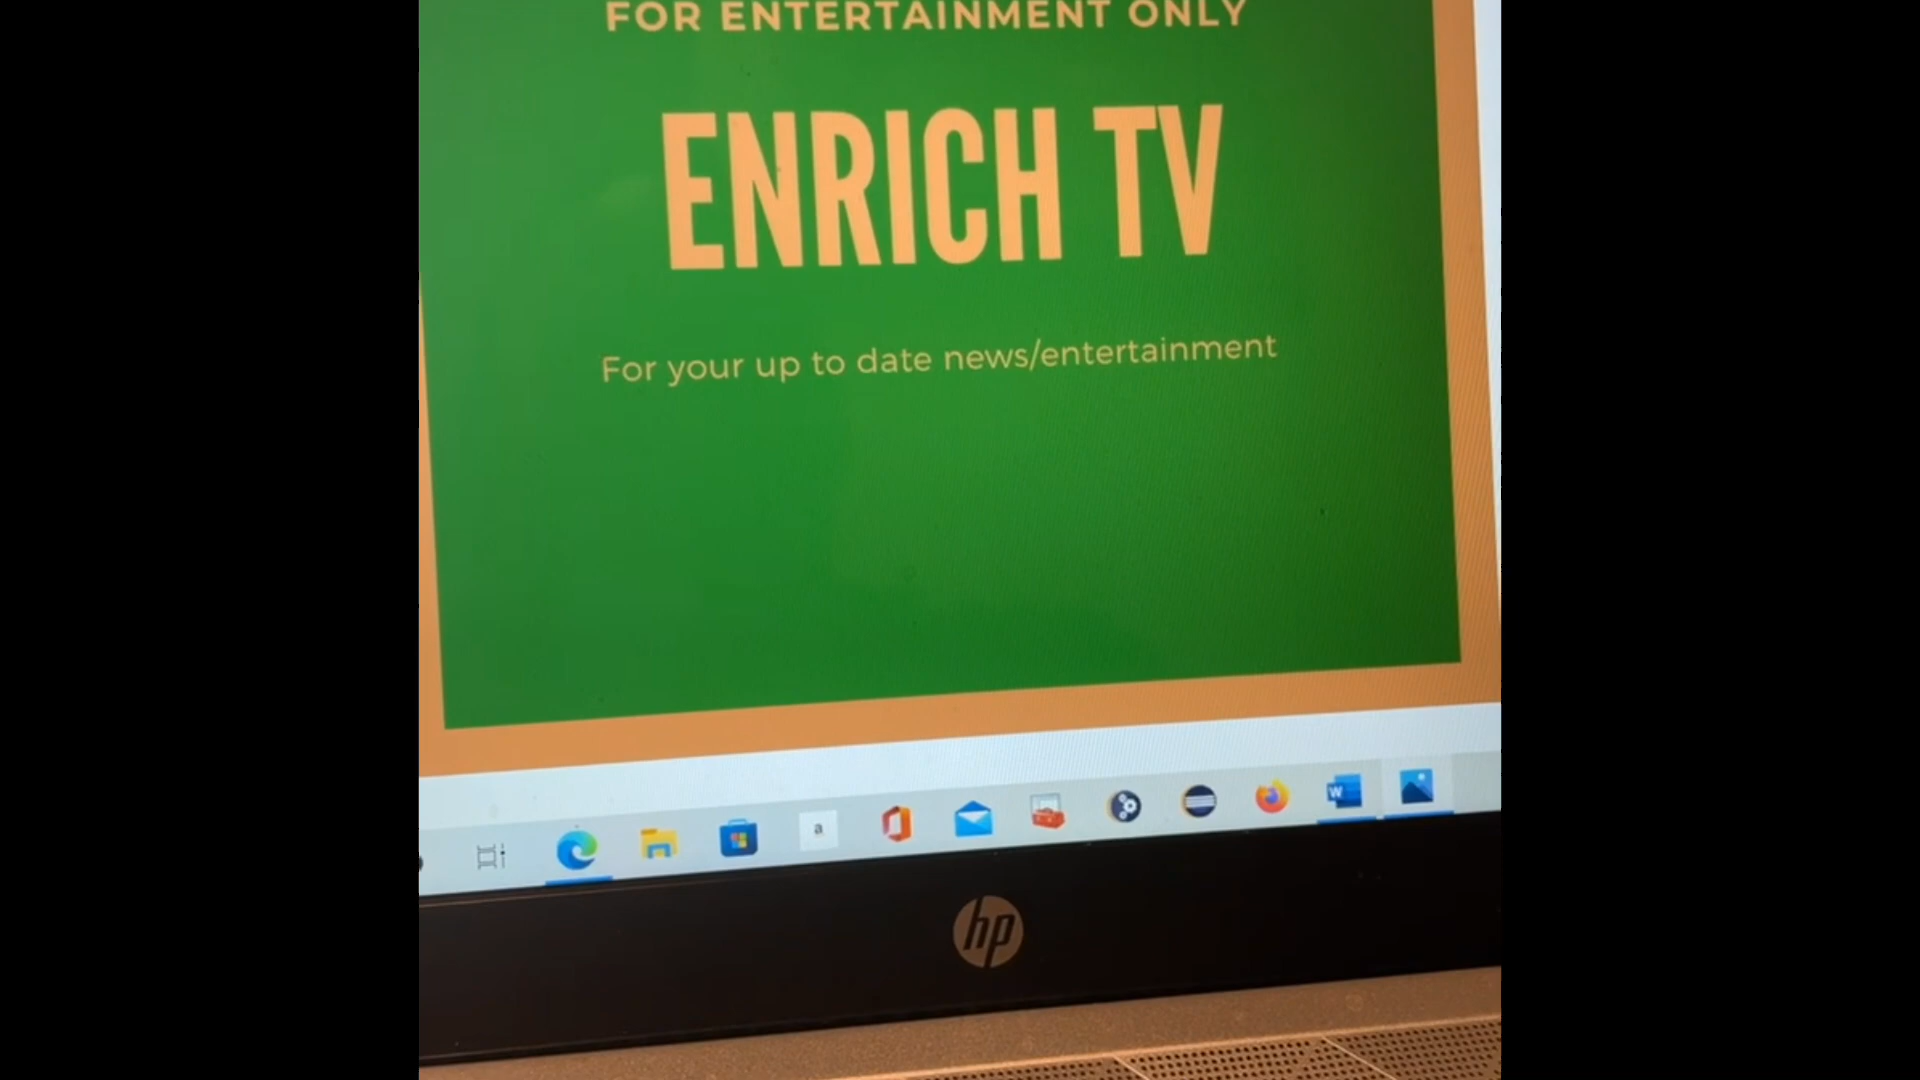 FOR ENTERTAINMENT ONLY
ENRICH TV
For your up to date news/entertainment
a
W
hp